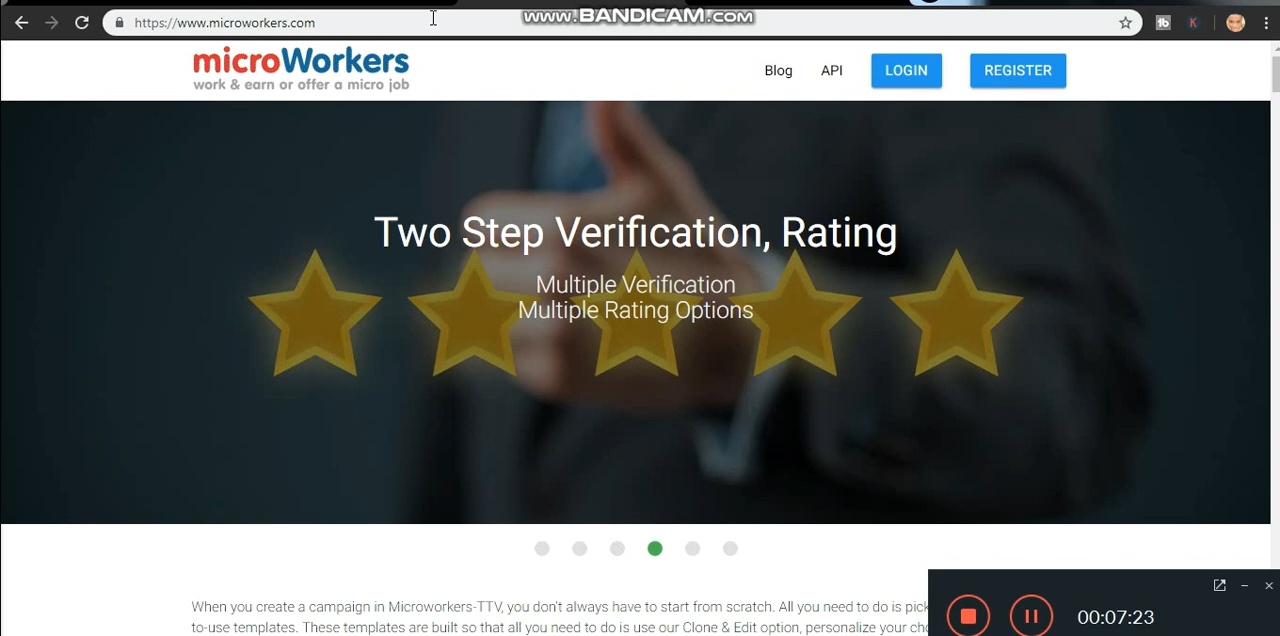 www.BANDICAM.com
https://www.microworkers.com
microWorkers
work & earn or offer a micro job
Blog API LOGIN REGISTER
Two Step Verification, Rating
Multiple Verification
Multiple Rating Options
When you create a campaign in Microworkers-TTV, you don't always have to start from scratch. All you need to do is pick
to-use templates. These templates are built so that all you need to do is use our Clone & Edit option, personalize your
00:07:23